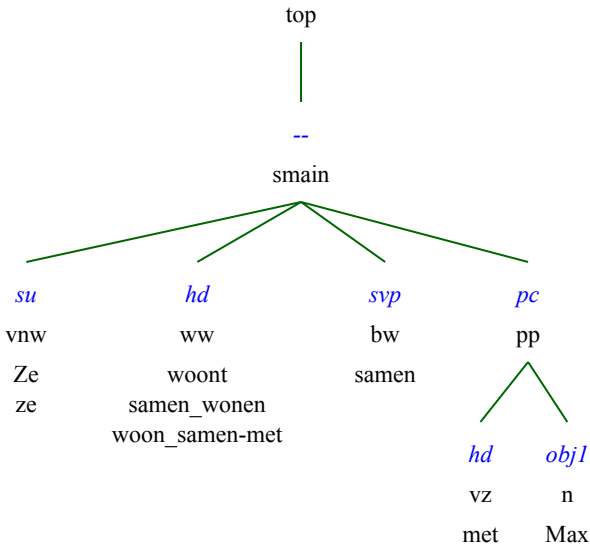 top
--
smain
su hd svp pc
vnw ww bw pp
Ze woont samen
ze samen_wonen
woon_samen-met
hd obj1
vz n
met Max